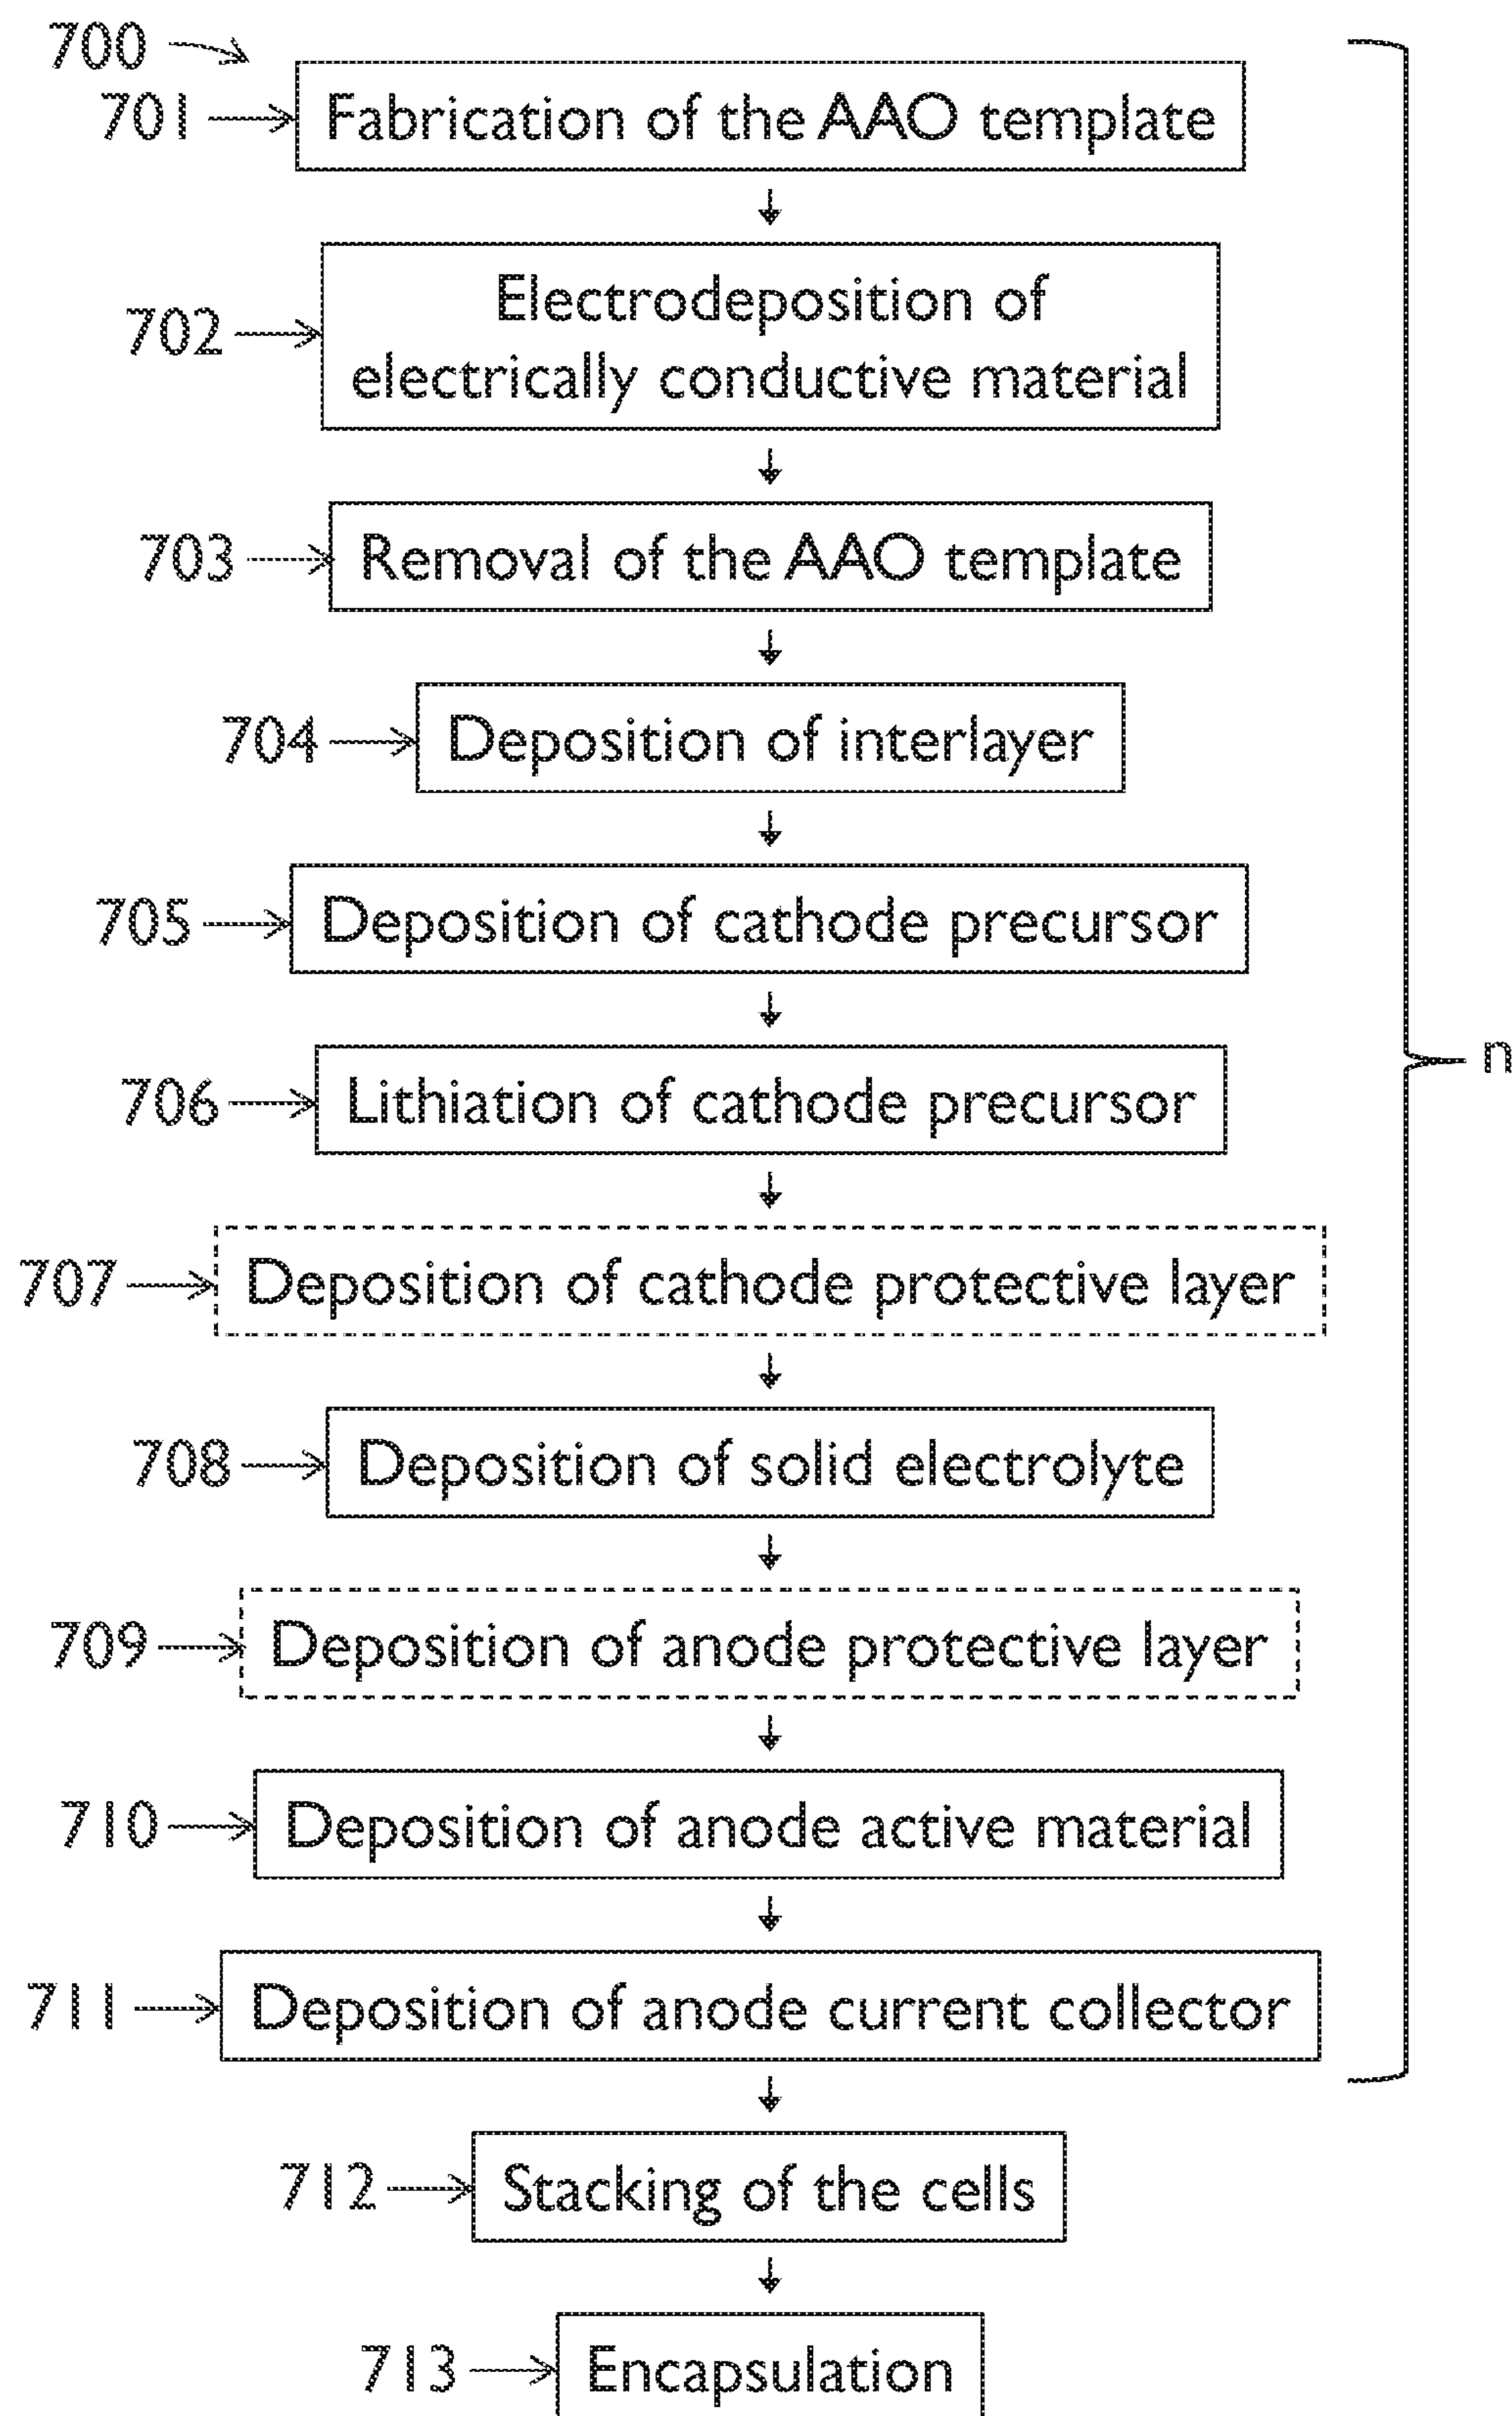 700
701 Fabrication of the AAO template
702 Electrodeposition of
electrically conductive material
703 Removal of the AAO template
704 Deposition of interlayer
705 Deposition of cathode precursor
n
706 Lithiation of cathode precursor
707 Deposition of cathode protective layer
708 Deposition of solid electrolyte
709 Deposition of anode protective layer
710 Deposition of anode active material
711 Deposition of anode current collector
712 Stacking of the cells
713 Encapsulation